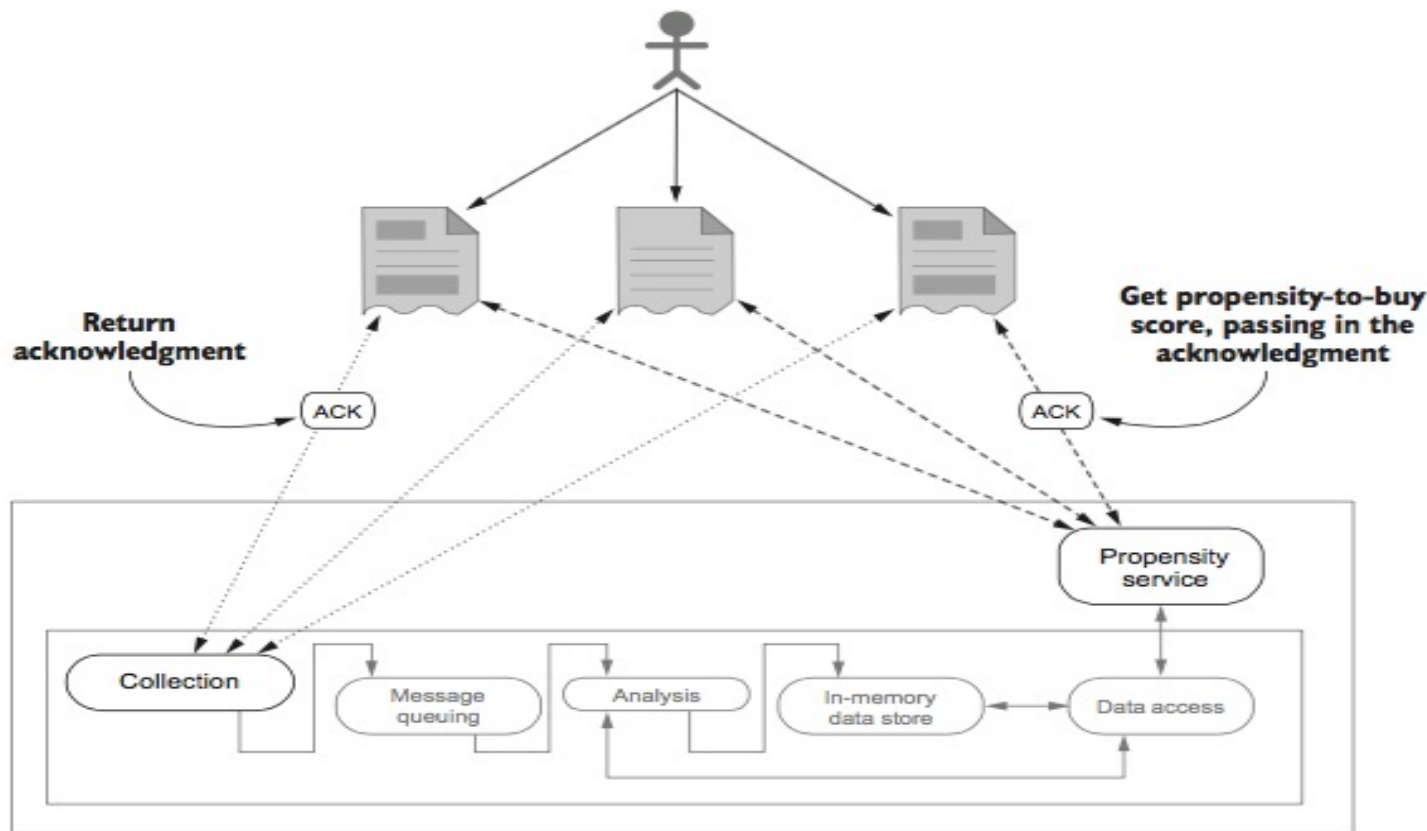 Return
acknowledgment
Get propensity-to-buy
score, passing in the
acknowledgment
ACK
ACK
Propensity
service
Collection
Message
queuing
Analysis
In-memory
data store
Data access